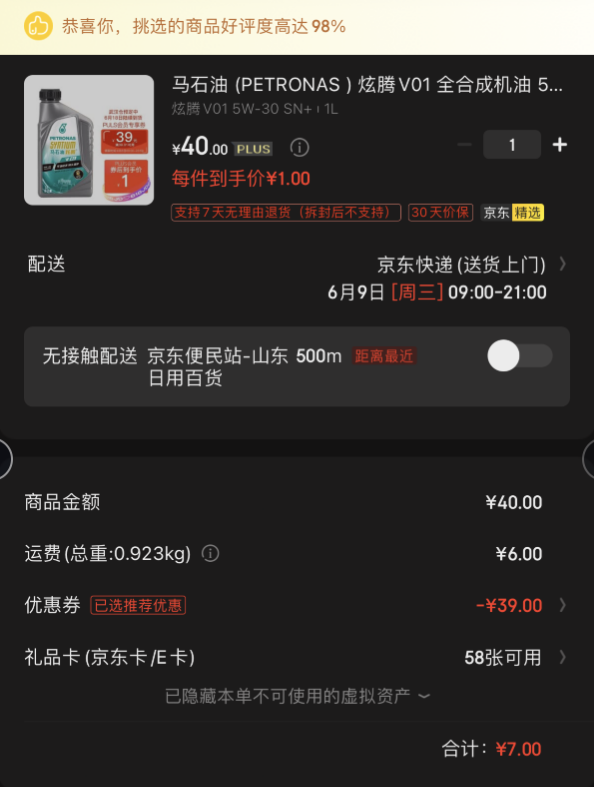 恭喜你，挑选的商品好评度高达98%
马石油 (PETRONAS ) 炫腾V01 全合成机油 5...
炫腾V01 5W-30 SN+ 1L
¥40.00 PLUS
1
每件到手价¥1.00
支持7天无理由退货（拆封后不支持） 30天价保 京东精选
PETRONAS
SYNTIUM
39
1
配送
京东快递(送货上门)
6月9日[周三]09:00-21:00
无接触配送 京东便民站-山东 500m 距离最近
日用百货
商品金额 ¥40.00
运费(总重:0.923kg) ¥6.00
优惠券 已选推荐优惠 -¥39.00
礼品卡(京东卡/E卡) 58张可用
已隐藏本单不可使用的虚拟资产
合计：¥7.00